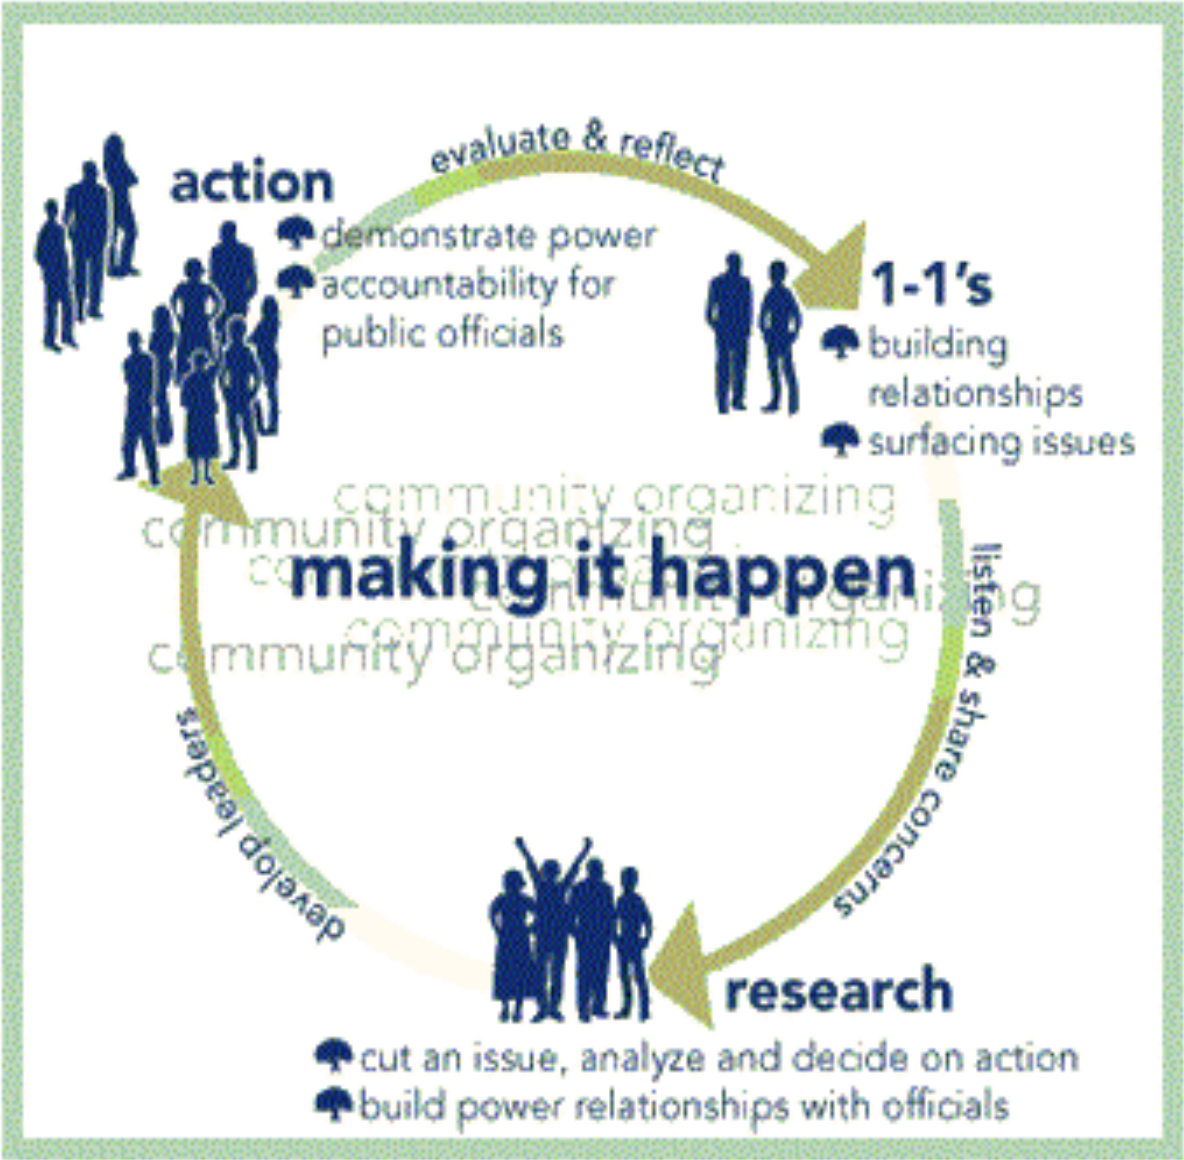 evaluate & reflect
action
demonstrate power
accountability for
public officials
1-1's
building
relationships
surfacing issues
community organizing
community organizing
making it happen
community organizing
community organizing
community organizing
listen & share concerns
develop leaders
research
cut an issue, analyze and decide on action
build power relationships with officials